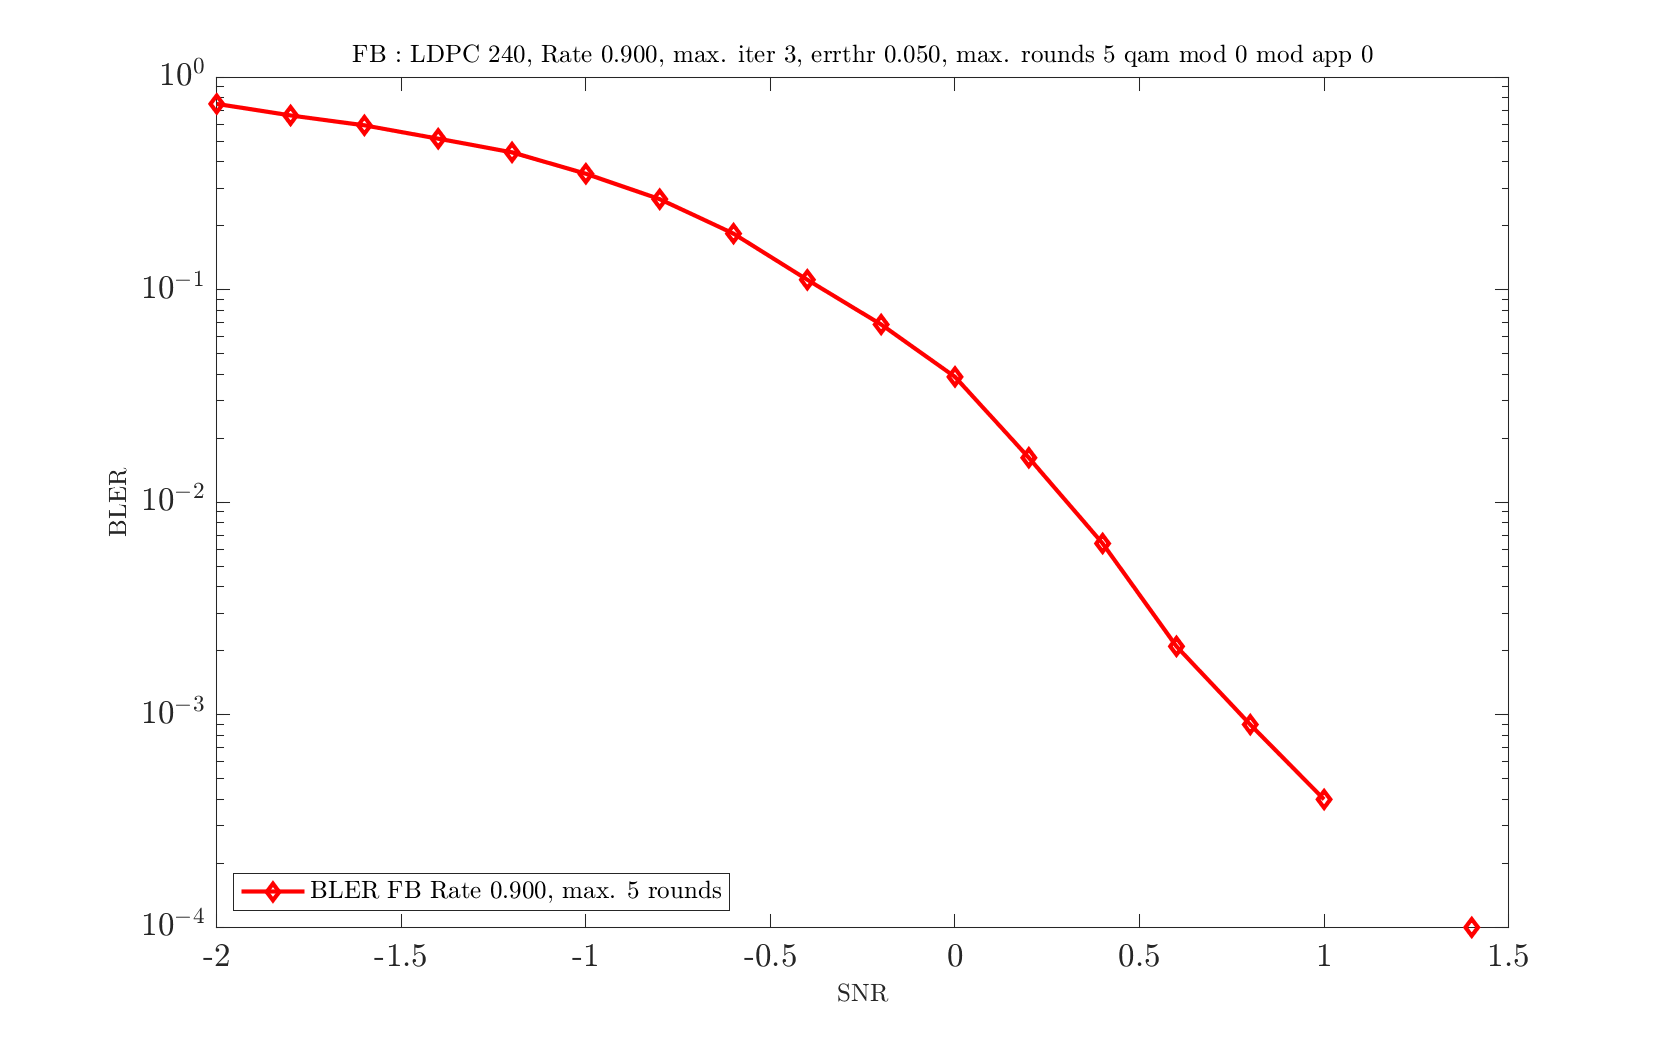 FB : LDPC 240, Rate 0.900, max. iter 3, errthr 0.050, max. rounds 5 qam mod 0 mod app 0
10^0
10^{-1}
10^{-2}
10^{-3}
10^{-4}
BLER
BLER FB Rate 0.900, max. 5 rounds
-2 -1.5 -1 -0.5 0 0.5 1 1.5
SNR